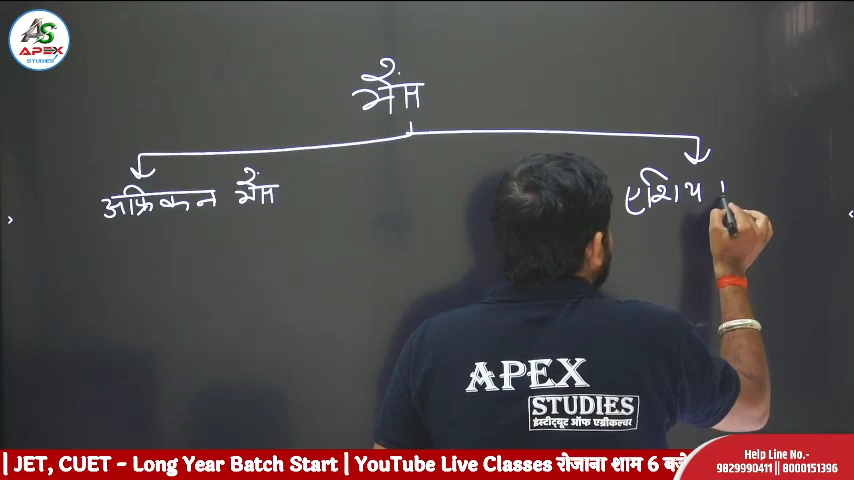 AS
APEX
STUDIES
भैंस
अफ्रिकन भैंस
एशिय
APEX
STUDIES
इंस्टीट्यूट ऑफ एग्रीकल्चर
| JET, CUET - Long Year Batch Start | YouTube Live Classes रोजाना शाम 6 बजे
Help Line No.-
9829990411 || 8000151396